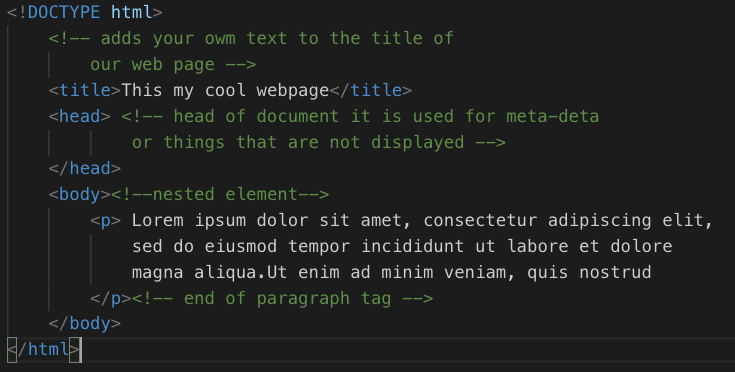 <!DOCTYPE html>
<!-- adds your owm text to the title of
our web page -->
<title>This my cool webpage</title>
<head> <!-- head of document it is used for meta-deta
or things that are not displayed -->
</head>
<body><!--nested element-->
<p> Lorem ipsum dolor sit amet, consectetur adipiscing elit,
sed do eiusmod tempor incididunt ut labore et dolore
magna aliqua.Ut enim ad minim veniam, quis nostrud
</p><!-- end of paragraph tag -->
</body>
</html>